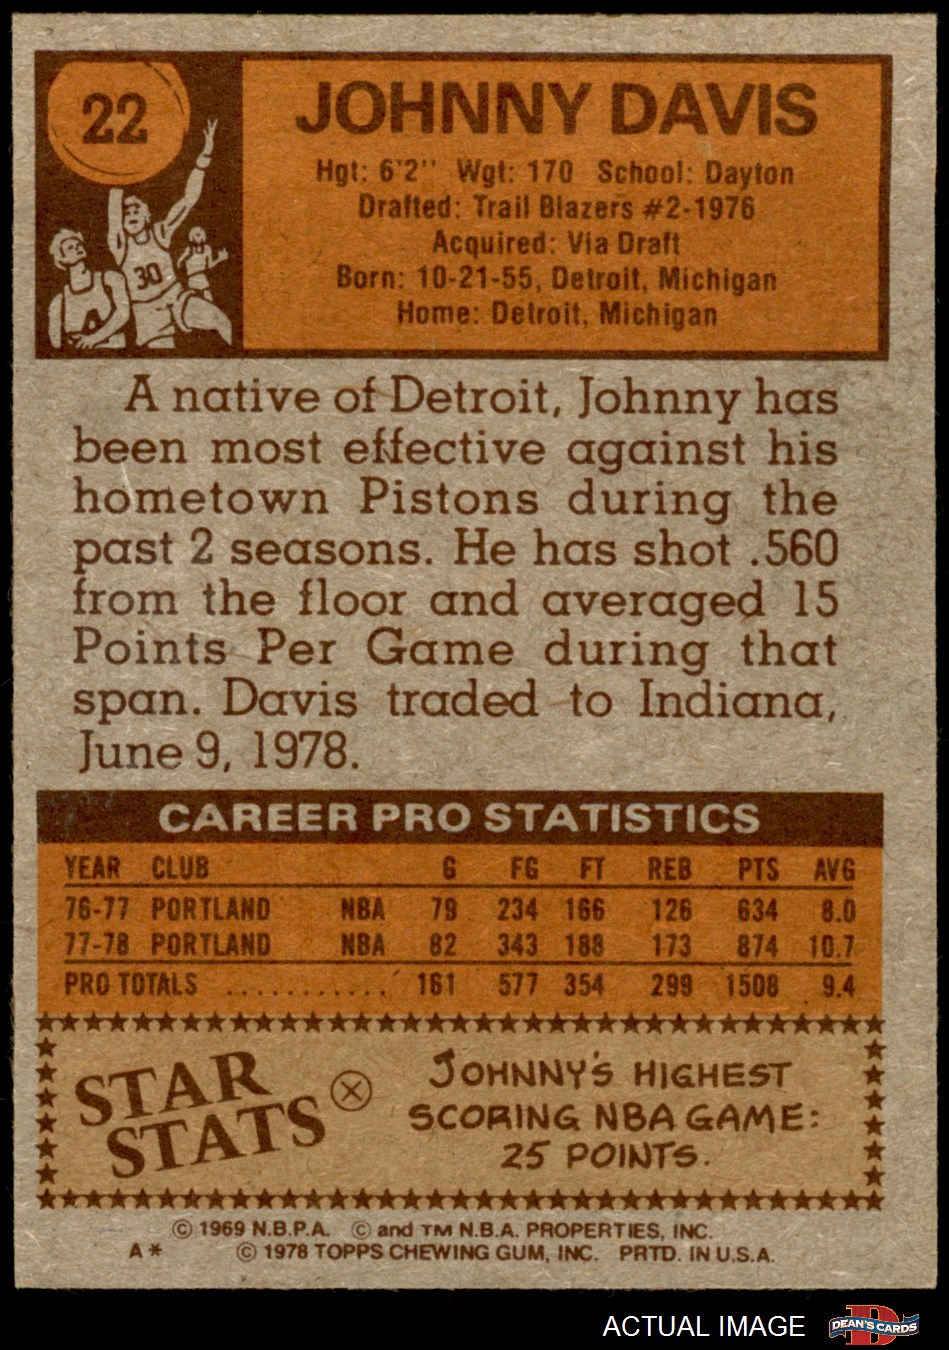 22
JOHNNY DAVIS
Hgt: 6'2'' Wgt: 170 School: Dayton
Drafted: Trail Blazers #2-1976
Acquired: Via Draft
Born: 10-21-55, Detroit, Michigan
Home: Detroit, Michigan
30
A native of Detroit, Johnny has
been most effective against his
hometown Pistons during the
past 2 seasons. He has shot .560
from the floor and averaged 15
Points Per Game during that
span. Davis traded to Indiana,
June 9, 1978.
CAREER PRO STATISTICS
YEAR CLUB G FG FT REB PTS AVG
76-77 PORTLAND NBA 79 234 166 126 634 8.0
77-78 PORTLAND NBA 82 343 188 173 874 10.7
PRO TOTALS ............ 161 577 354 299 1508 9.4
STAR
STATS
JOHNNY'S HIGHEST
SCORING NBA GAME:
25 POINTS.
© 1969 N.B.P.A. © and TM N.B.A. PROPERTIES, INC.
A* © 1978 TOPPS CHEWING GUM, INC. PRTD. IN U.S.A.
ACTUAL IMAGE
D
DEAN'S CARDS